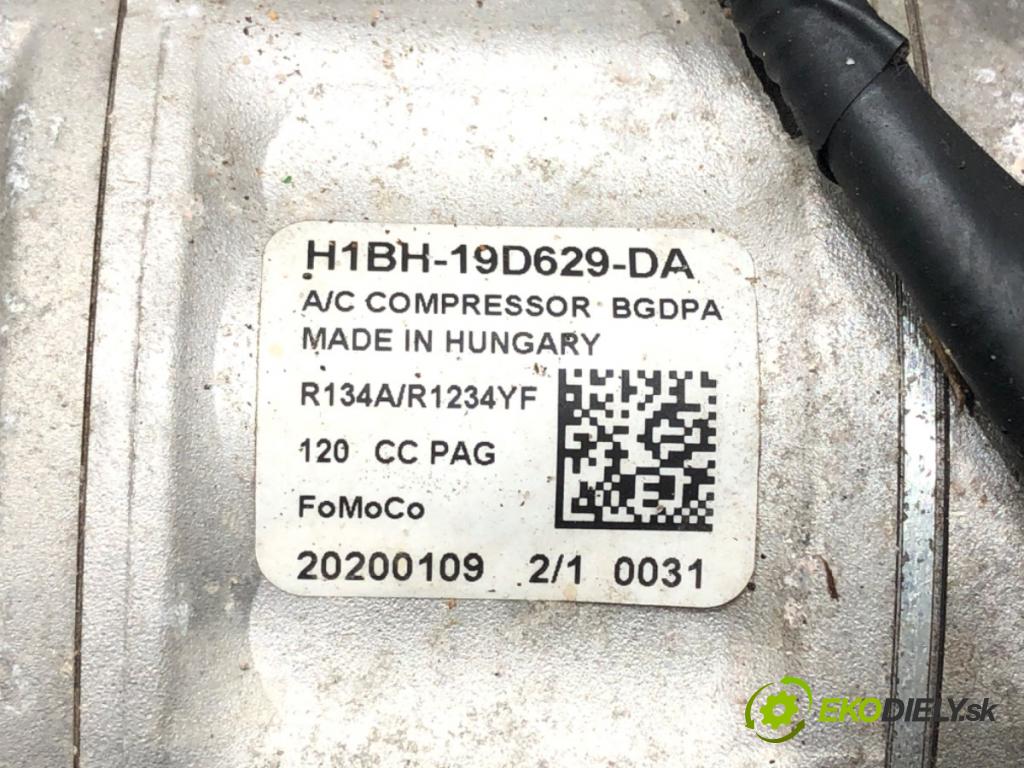 H1BH-19D629-DA
A/C COMPRESSOR BGDPA
MADE IN HUNGARY
R134A/R1234YF
120 CC PAG
E
FoMoCo
20200109 2/1 0031
EKODIELY.sk